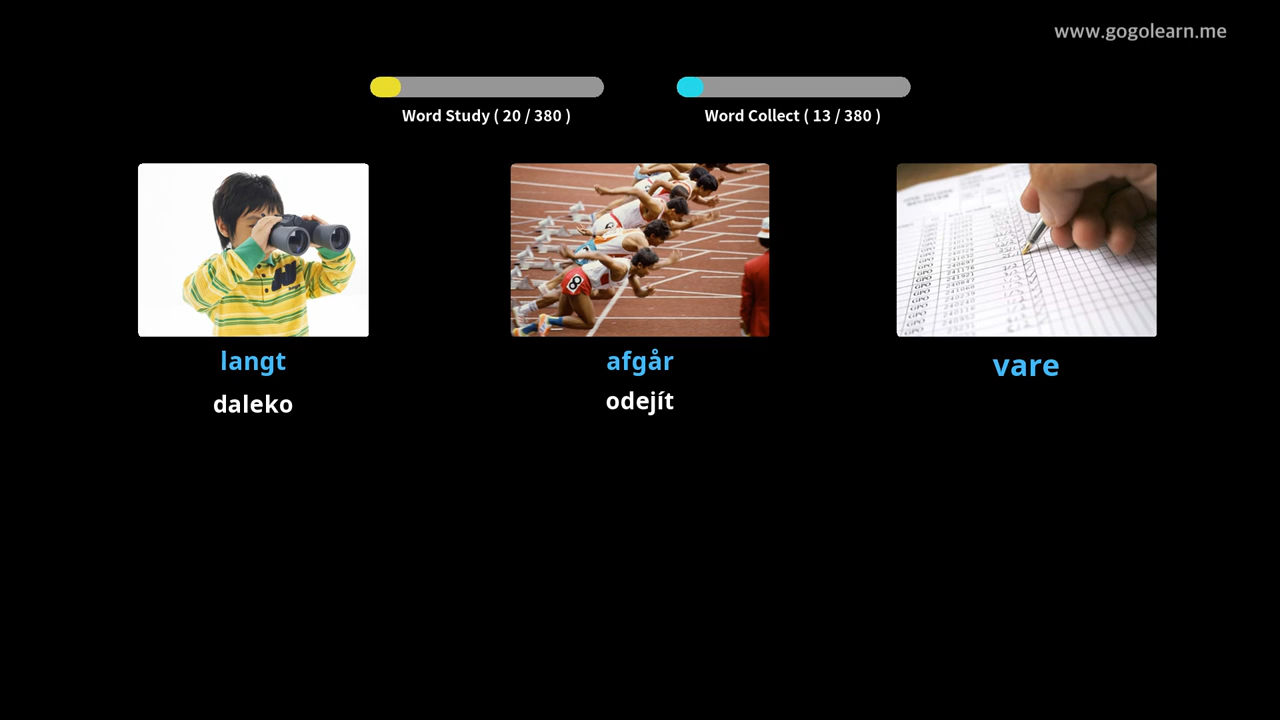 www.gogolearn.me
Word Study ( 20 / 380 )
Word Collect ( 13 / 380 )
langt
afgår
vare
daleko
odejít